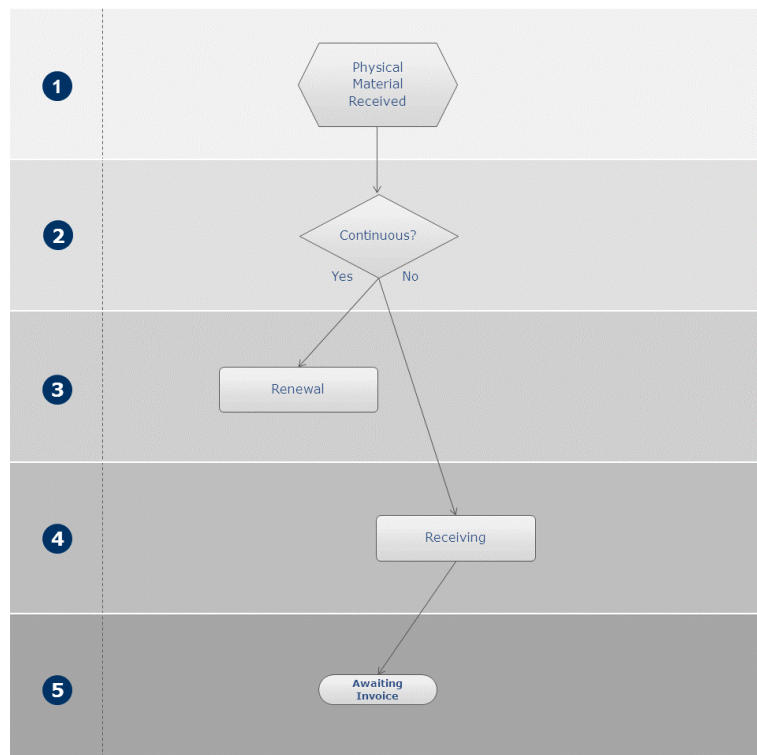 1
Physical
Material
Received
2
Continuous?
Yes
No
3
Renewal
4
Receiving
5
Awaiting
Invoice